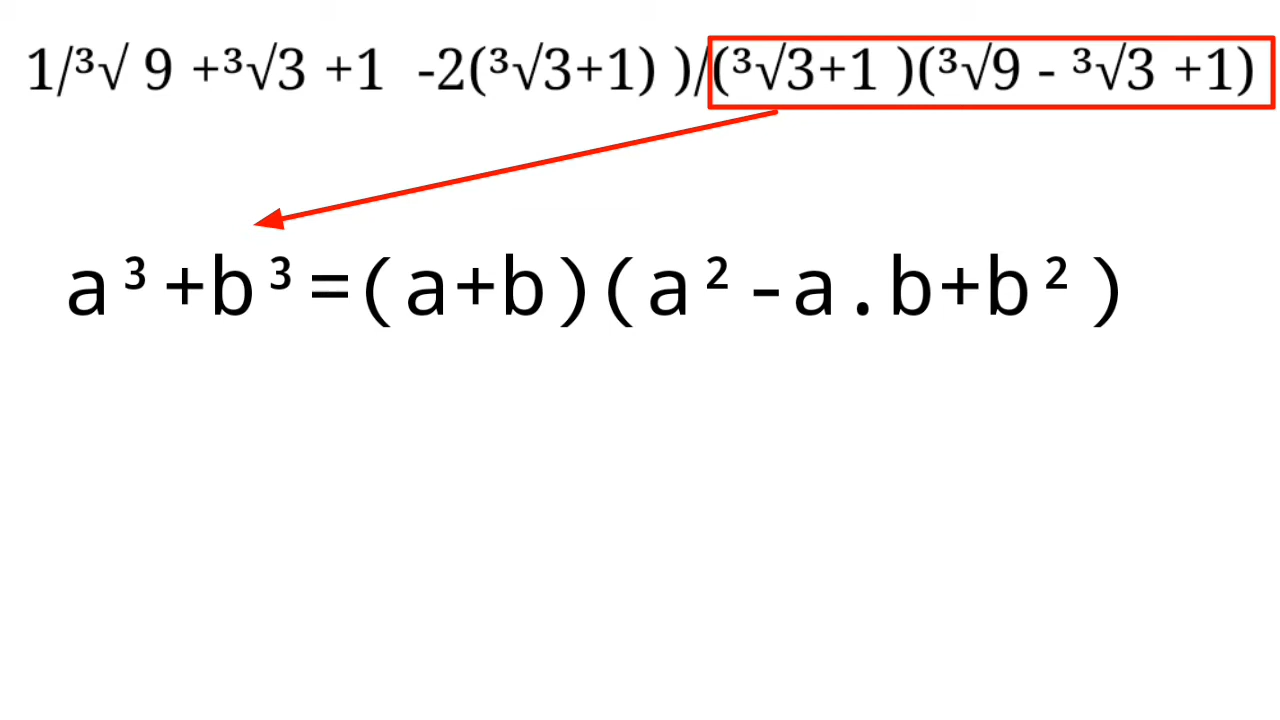 1/³√ 9 +³√3 +1 -2(³√3+1) )/(³√3+1 )(³√9 - ³√3 +1)
a³+b³=(a+b)(a²-a.b+b²)